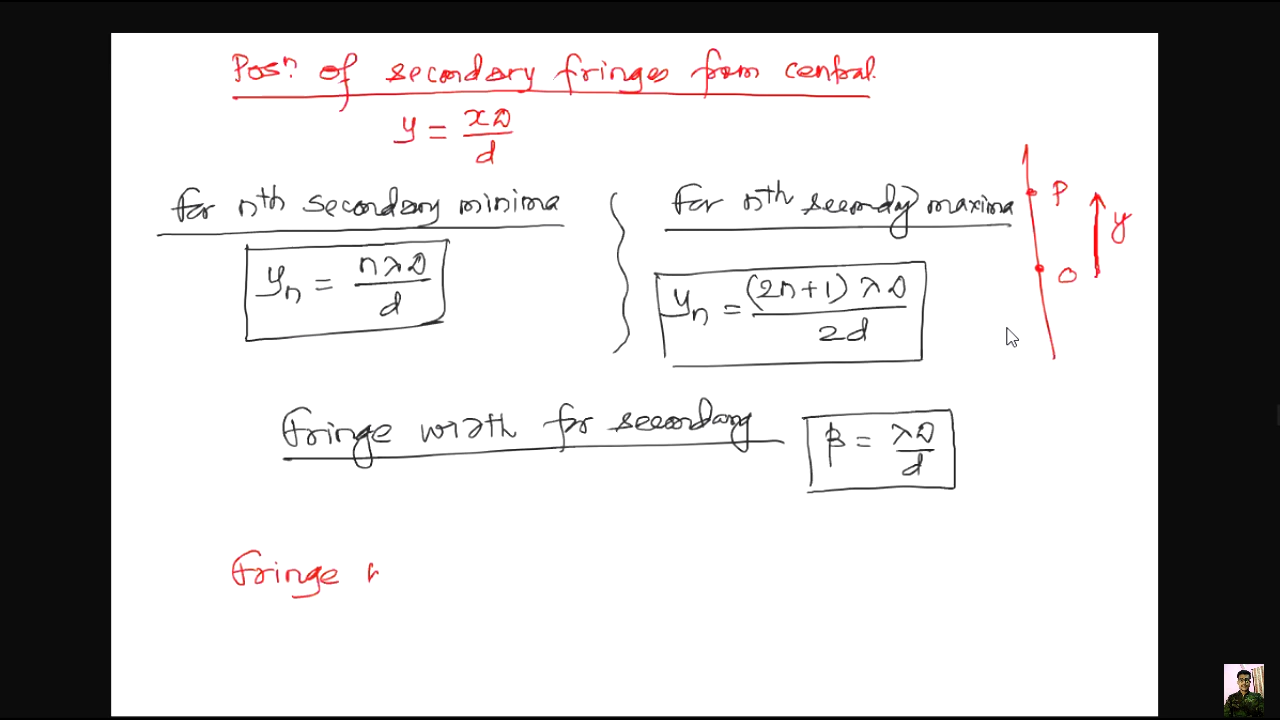 Posⁿ of secondary fringes from central.
y = xD/d
for nth secondary minima
yₙ = nλD/d
for nth secondy maxima
yₙ = (2n+1) λD/2d
P
y
O
fringe width for secondary
β = λD/d
fringe